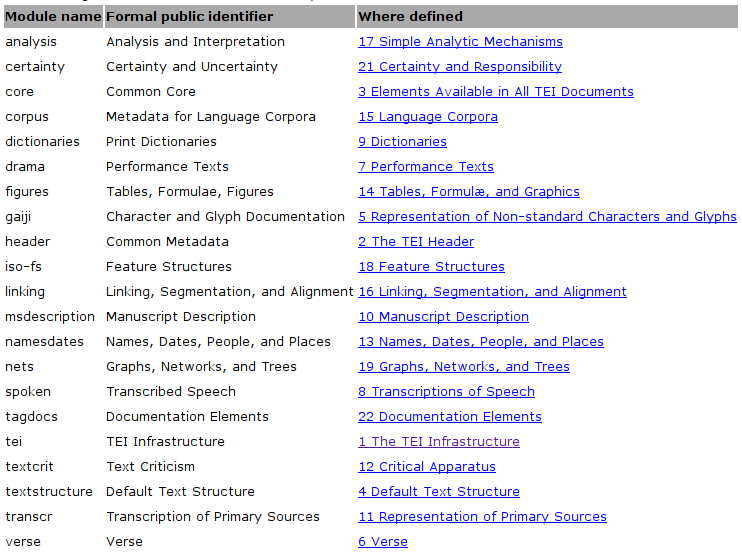 Module name Formal public identifier Where defined
analysis Analysis and Interpretation 17 Simple Analytic Mechanisms
certainty Certainty and Uncertainty 21 Certainty and Responsibility
core Common Core 3 Elements Available in All TEI Documents
corpus Metadata for Language Corpora 15 Language Corpora
dictionaries Print Dictionaries 9 Dictionaries
drama Performance Texts 7 Performance Texts
figures Tables, Formulae, Figures 14 Tables, Formulæ, and Graphics
gaiji Character and Glyph Documentation 5 Representation of Non-standard Characters and Glyphs
header Common Metadata 2 The TEI Header
iso-fs Feature Structures 18 Feature Structures
linking Linking, Segmentation, and Alignment 16 Linking, Segmentation, and Alignment
msdescription Manuscript Description 10 Manuscript Description
namesdates Names, Dates, People, and Places 13 Names, Dates, People, and Places
nets Graphs, Networks, and Trees 19 Graphs, Networks, and Trees
spoken Transcribed Speech 8 Transcriptions of Speech
tagdocs Documentation Elements 22 Documentation Elements
tei TEI Infrastructure 1 The TEI Infrastructure
textcrit Text Criticism 12 Critical Apparatus
textstructure Default Text Structure 4 Default Text Structure
transcr Transcription of Primary Sources 11 Representation of Primary Sources
verse Verse 6 Verse